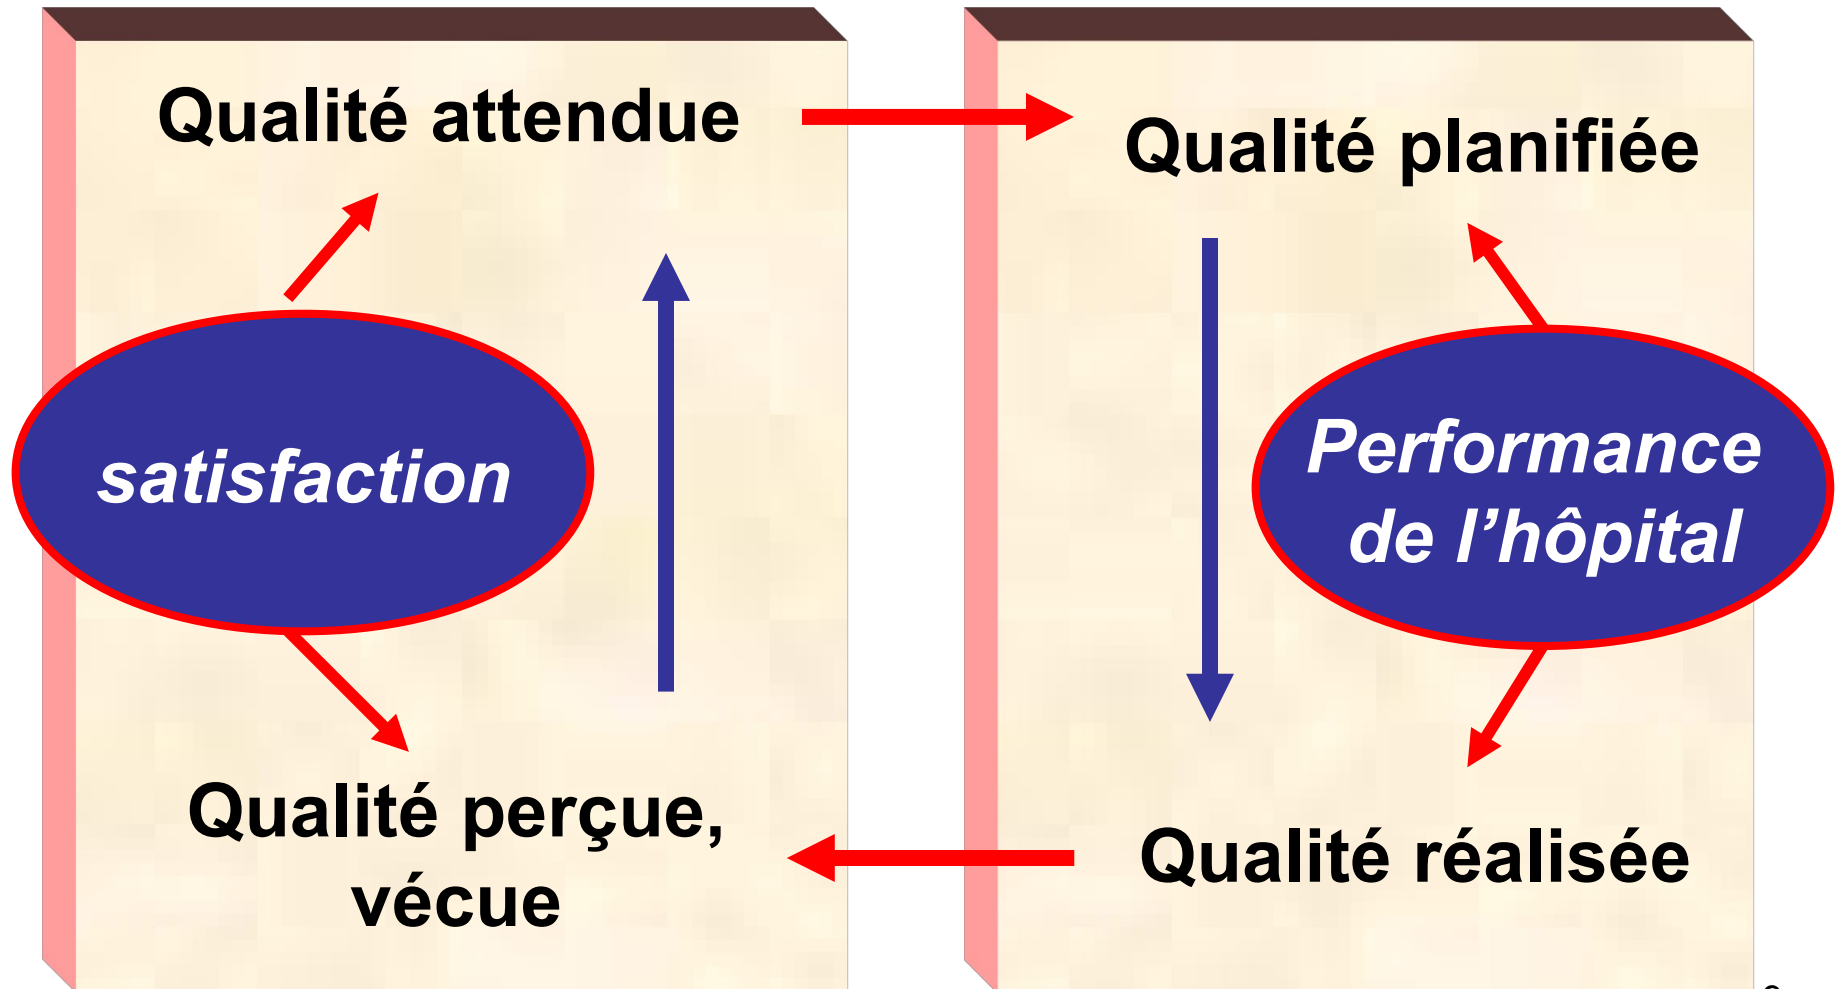 Qualité attendue
Qualité planifiée
satisfaction
Performance
de l’hôpital
Qualité perçue,
vécue
Qualité réalisée